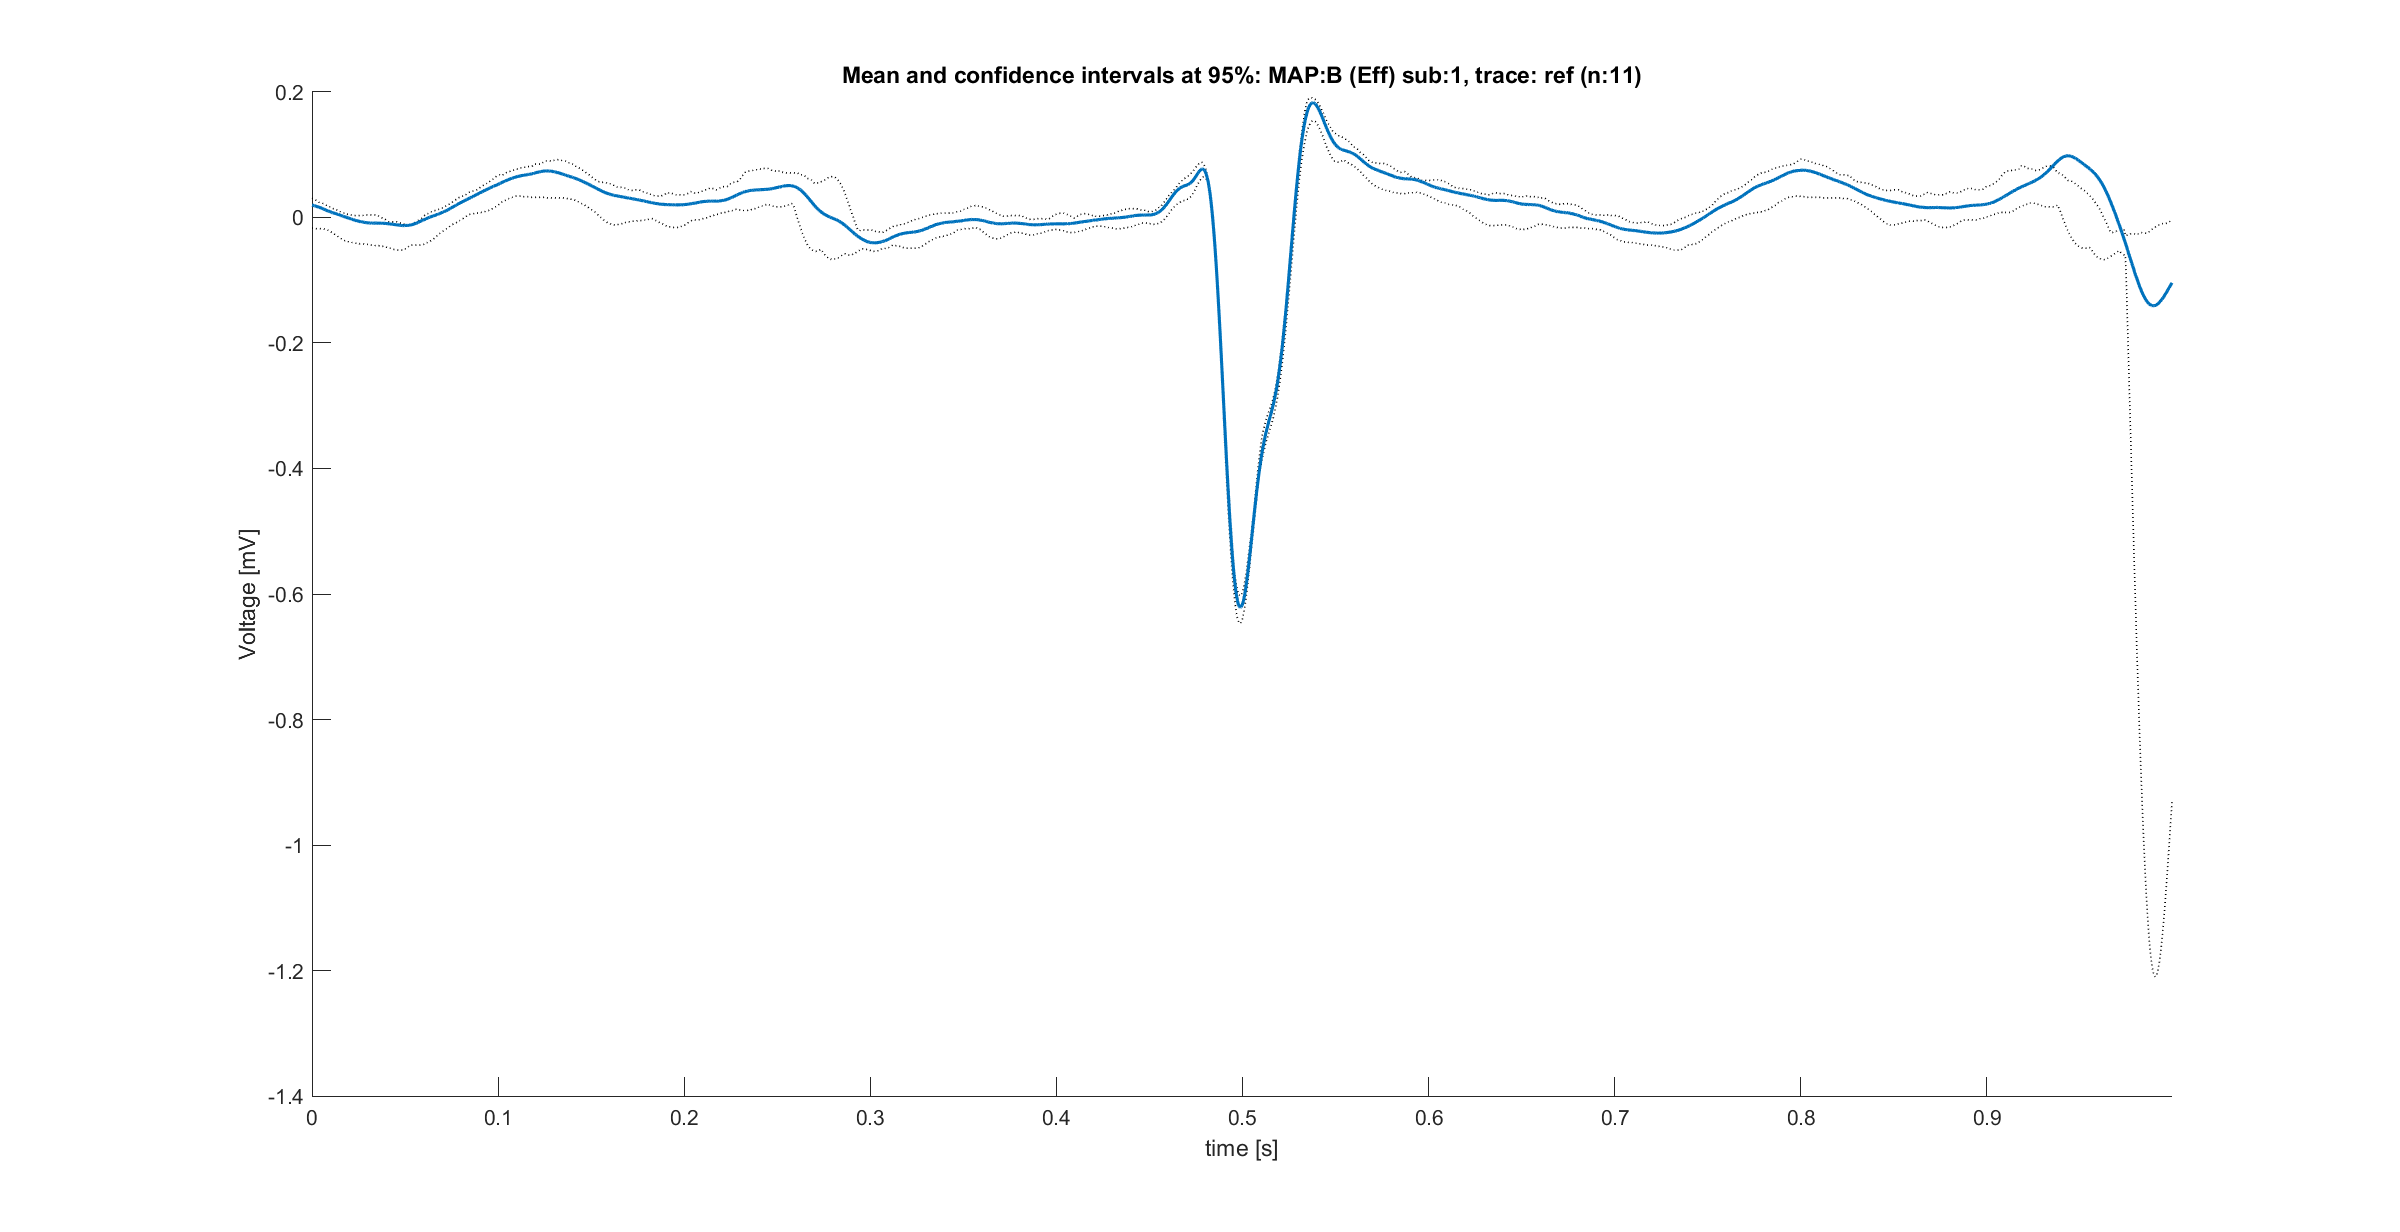 Mean and confidence intervals at 95%: MAP:B (Eff) sub:1, trace: ref (n:11)
0.2
0
-0.2
-0.4
-0.6
-0.8
-1
-1.2
-1.4
Voltage [mV]
0 0.1 0.2 0.3 0.4 0.5 0.6 0.7 0.8 0.9
time [s]